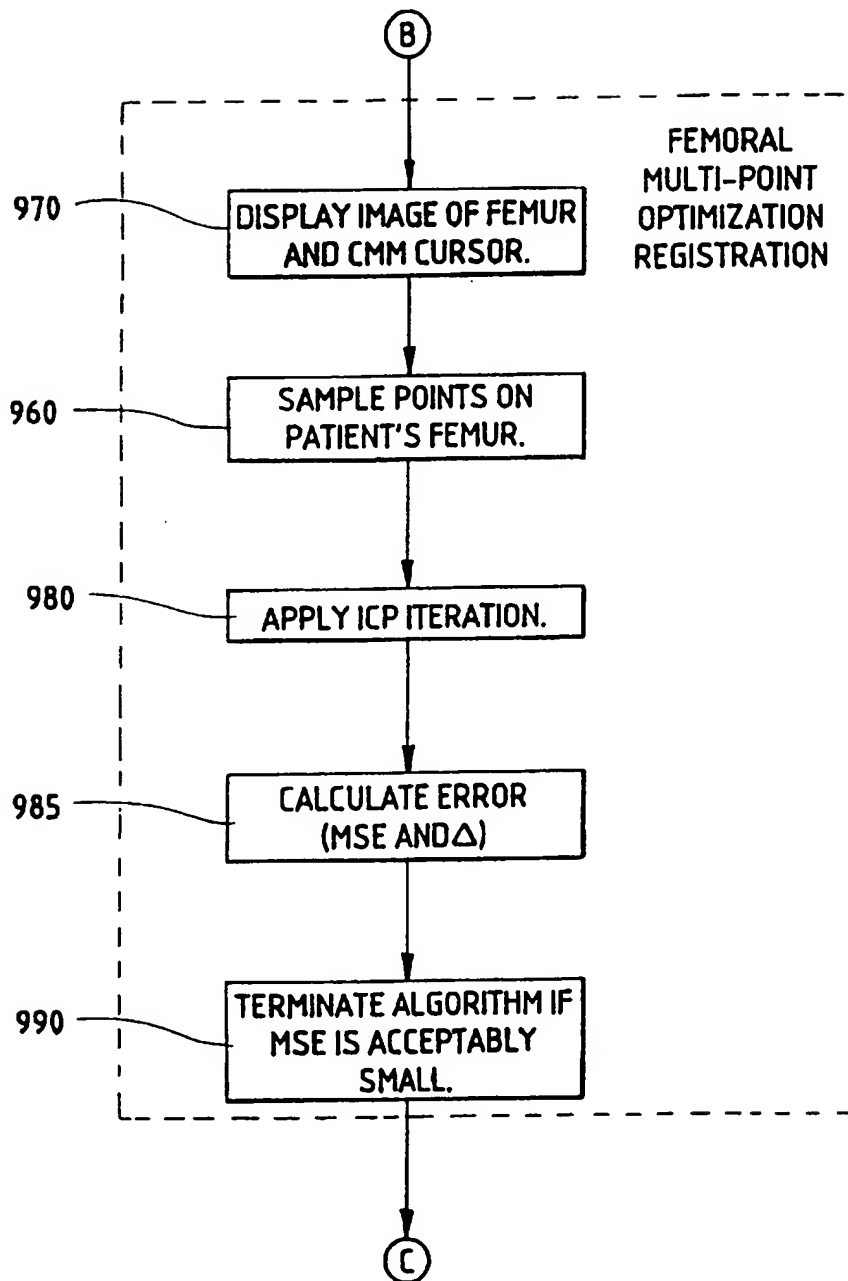 B
FEMORAL
MULTI-POINT
OPTIMIZATION
REGISTRATION
970
DISPLAY IMAGE OF FEMUR
AND CMM CURSOR.
960
SAMPLE POINTS ON
PATIENT'S FEMUR.
980
APPLY ICP ITERATION.
985
CALCULATE ERROR
(MSE AND Δ)
990
TERMINATE ALGORITHM IF
MSE IS ACCEPTABLY
SMALL.
C